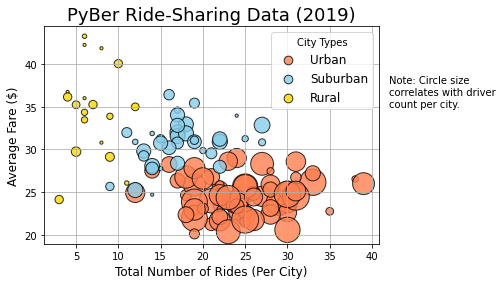 PyBer Ride-Sharing Data (2019)
City Types
Urban
Suburban
Rural
Note: Circle size
correlates with driver
count per city.
Average Fare ($)
40
35
30
25
20
5
10
15
20
25
30
35
40
Total Number of Rides (Per City)